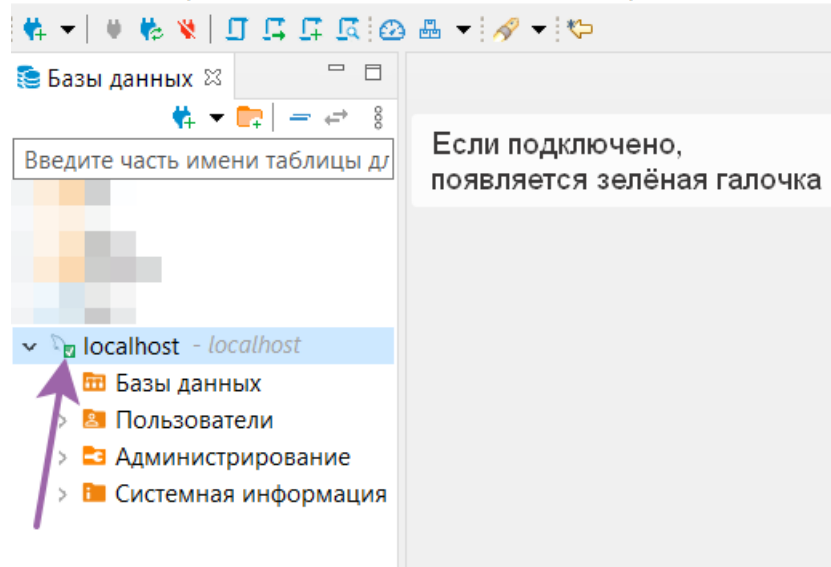 Базы данных
Введите часть имени таблицы дл
Если подключено,
появляется зелёная галочка
localhost - localhost
Базы данных
Пользователи
Администрирование
Системная информация